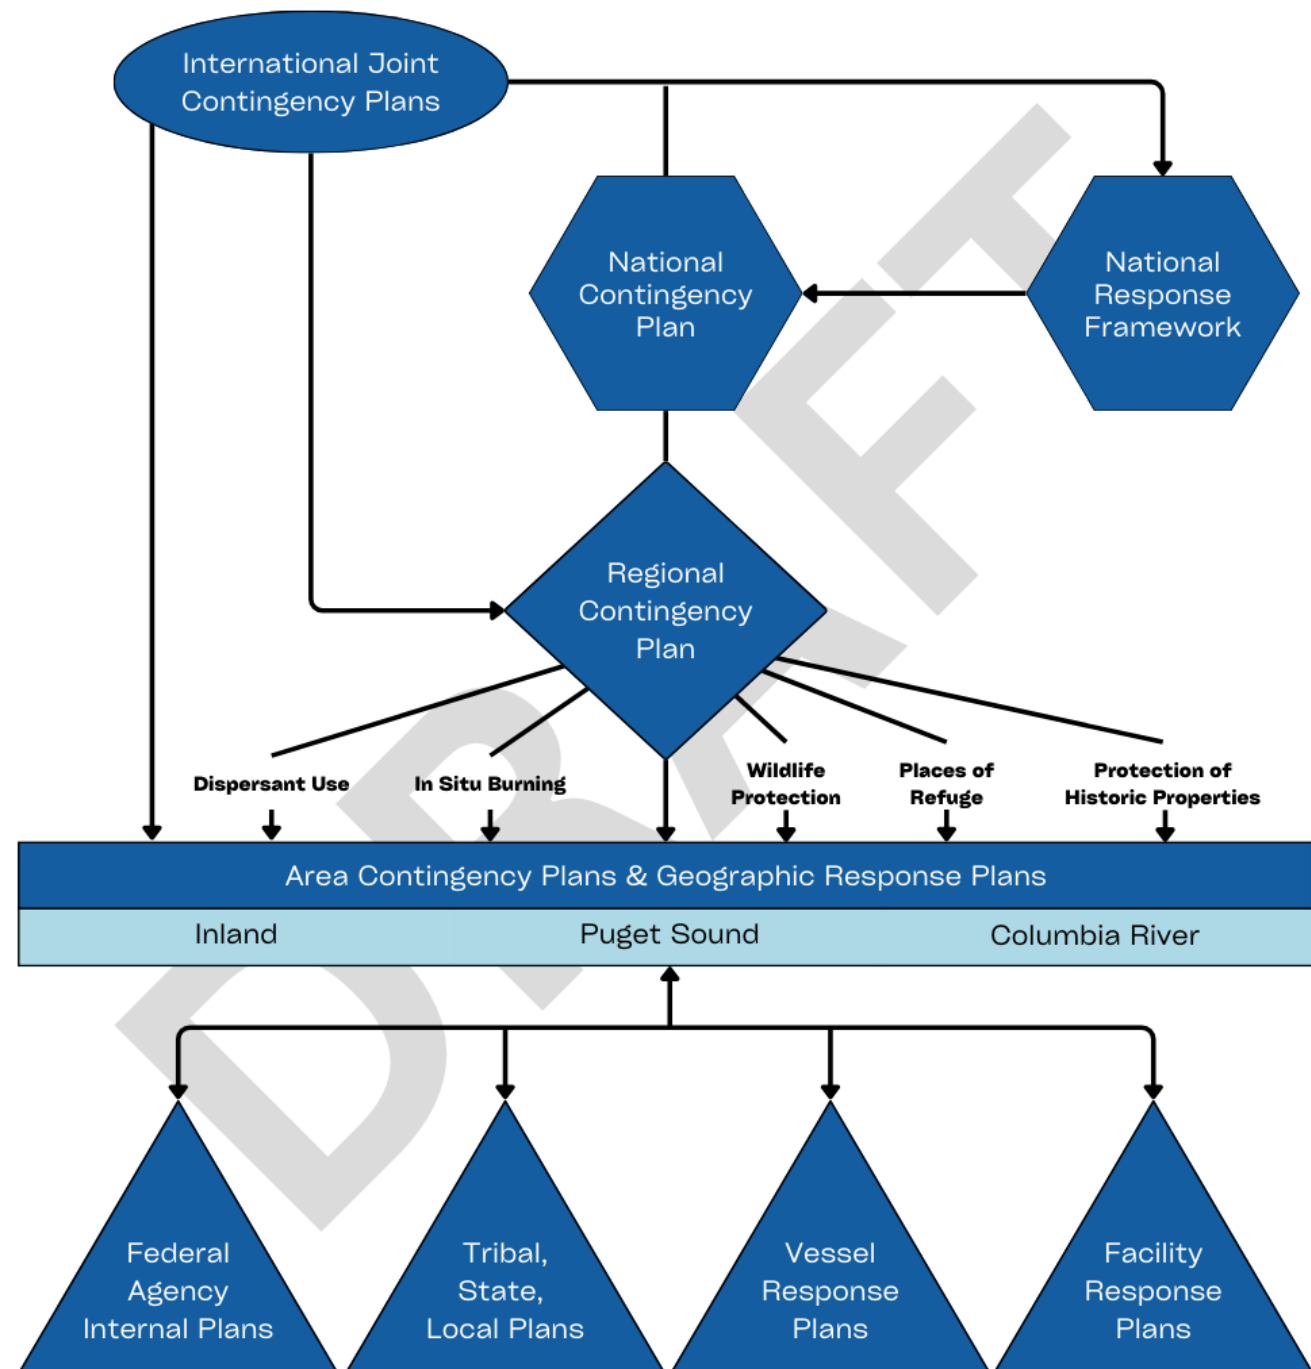 International Joint
Contingency Plans
National
Contingency
Plan
National
Response
Framework
Regional
Contingency
Plan
Dispersant Use
In Situ Burning
Wildlife
Protection
Places of
Refuge
Protection of
Historic Properties
Area Contingency Plans & Geographic Response Plans
Inland
Puget Sound
Columbia River
Federal
Agency
Internal Plans
Tribal,
State,
Local Plans
Vessel
Response
Plans
Facility
Response
Plans
DRAFT